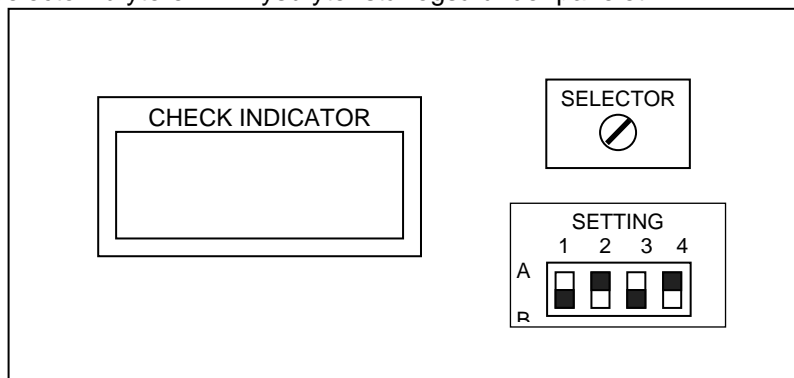 CHECK INDICATOR
SELECTOR
SETTING
1 2 3 4
A
B